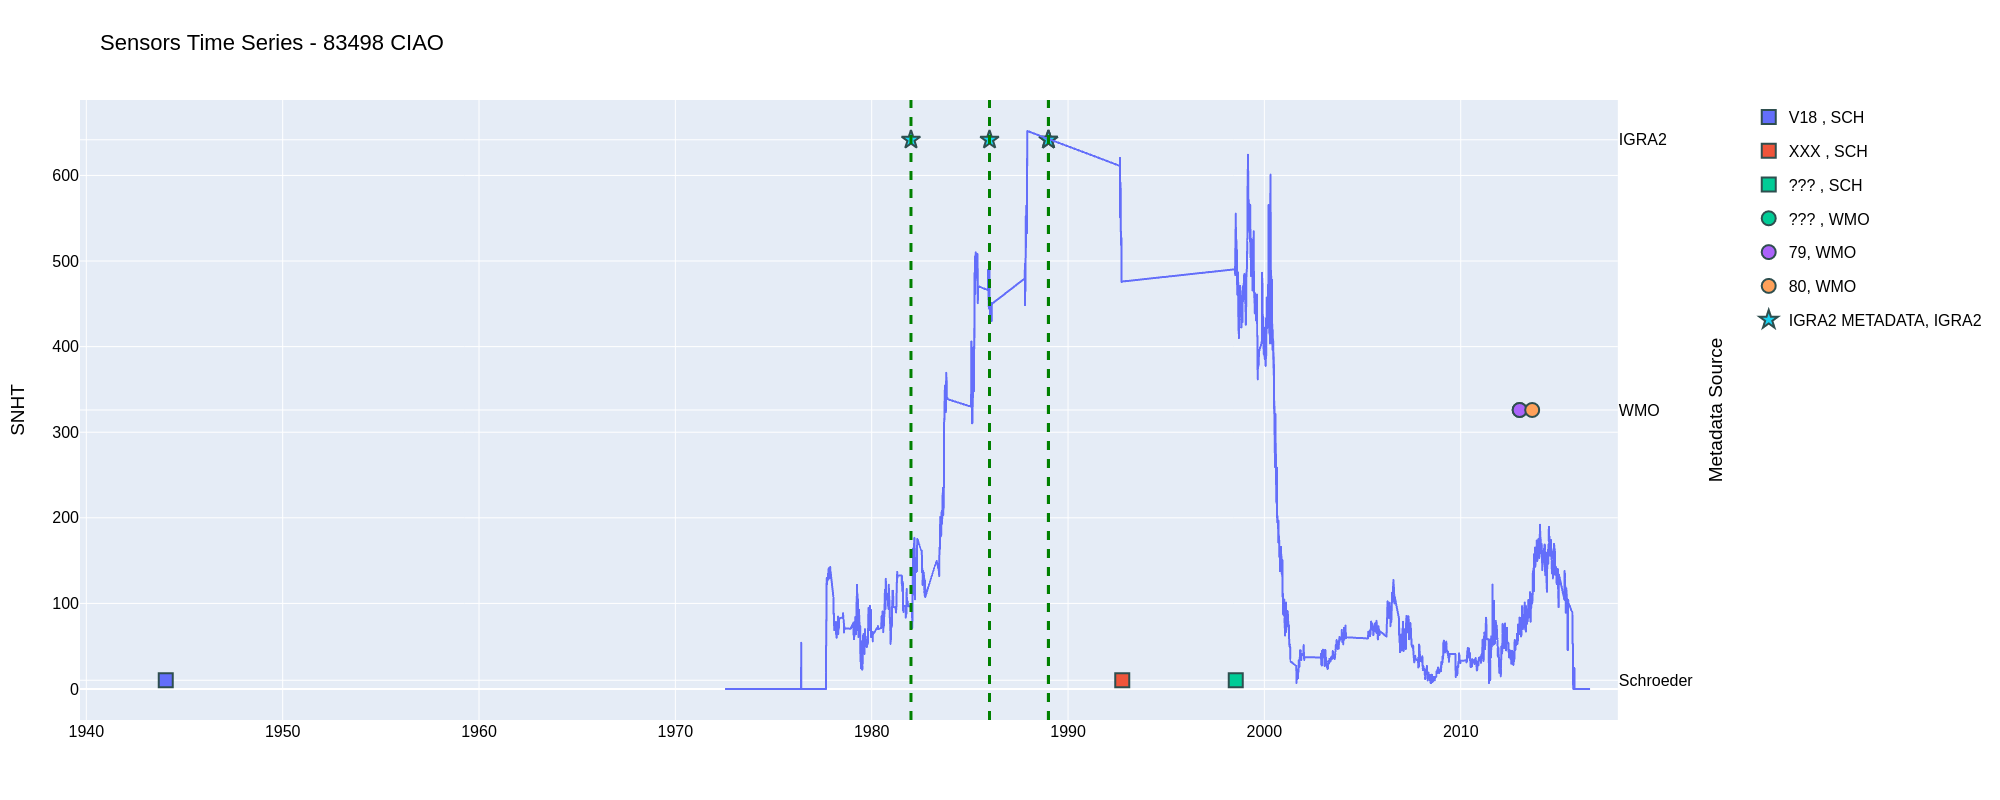 Sensors Time Series - 83498 CIAO
SNHT
600
500
400
300
200
100
0
1940
1950
1960
1970
1980
1990
2000
2010
IGRA2
WMO
Schroeder
Metadata Source
V18 , SCH
XXX , SCH
??? , SCH
??? , WMO
79, WMO
80, WMO
IGRA2 METADATA, IGRA2